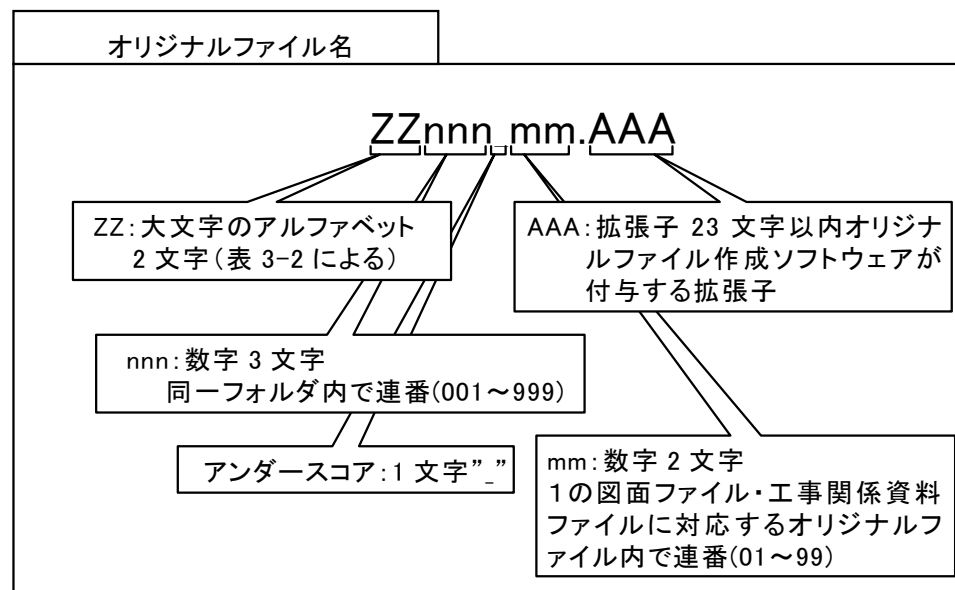 オリジナルファイル名
ZZnnn_mm.AAA
ZZ:大文字のアルファベット
2文字(表 3-2 による)
AAA:拡張子 23 文字以内オリジナ
ルファイル作成ソフトウェアが
付与する拡張子
nnn:数字 3 文字
同一フォルダ内で連番(001～999)
アンダースコア:1 文字”_”
mm:数字 2 文字
1の図面ファイル・工事関係資料
ファイルに対応するオリジナルフ
ァイル内で連番(01～99)